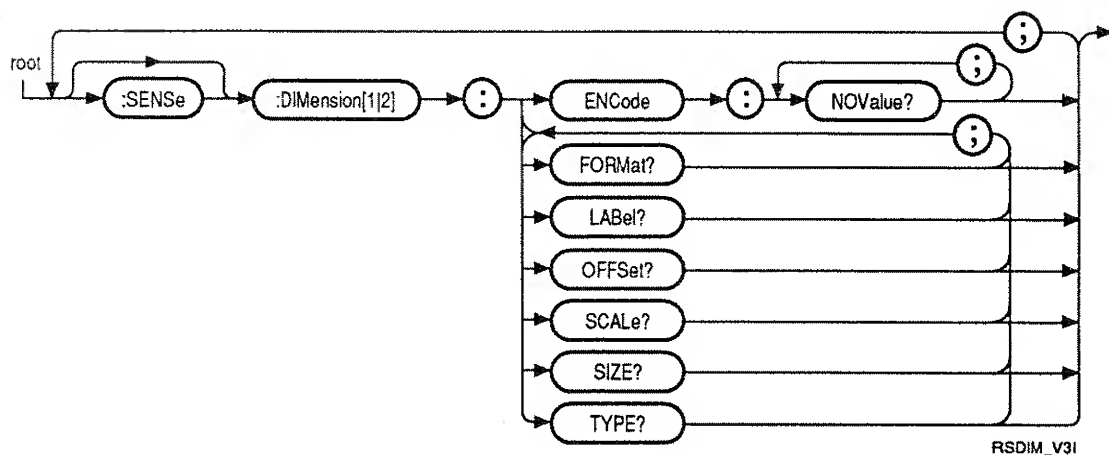 ;
root
;
:SENSe :DIMension[1|2] : ENCode : NOValue?
;
FORMat?
LABel?
OFFSet?
SCALe?
SIZE?
TYPE?
RSDIM_V3I